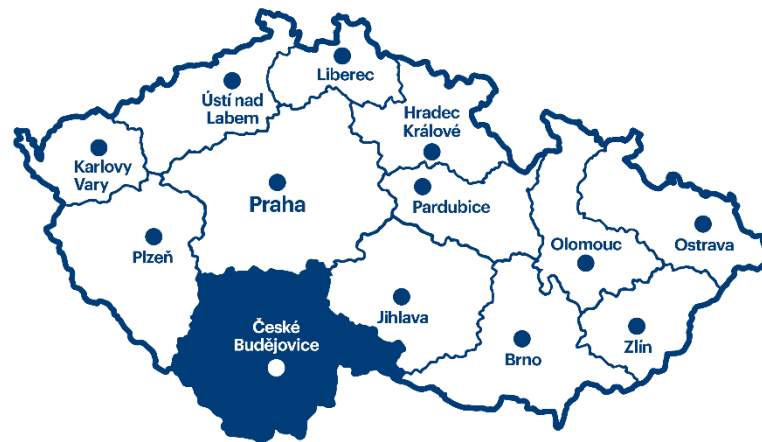 Liberec
Ústí nad
Labem
Hradec
Králové
Karlovy
Vary
Praha
Pardubice
Plzeň
Olomouc
Ostrava
Jihlava
České
Budějovice
Brno
Zlín